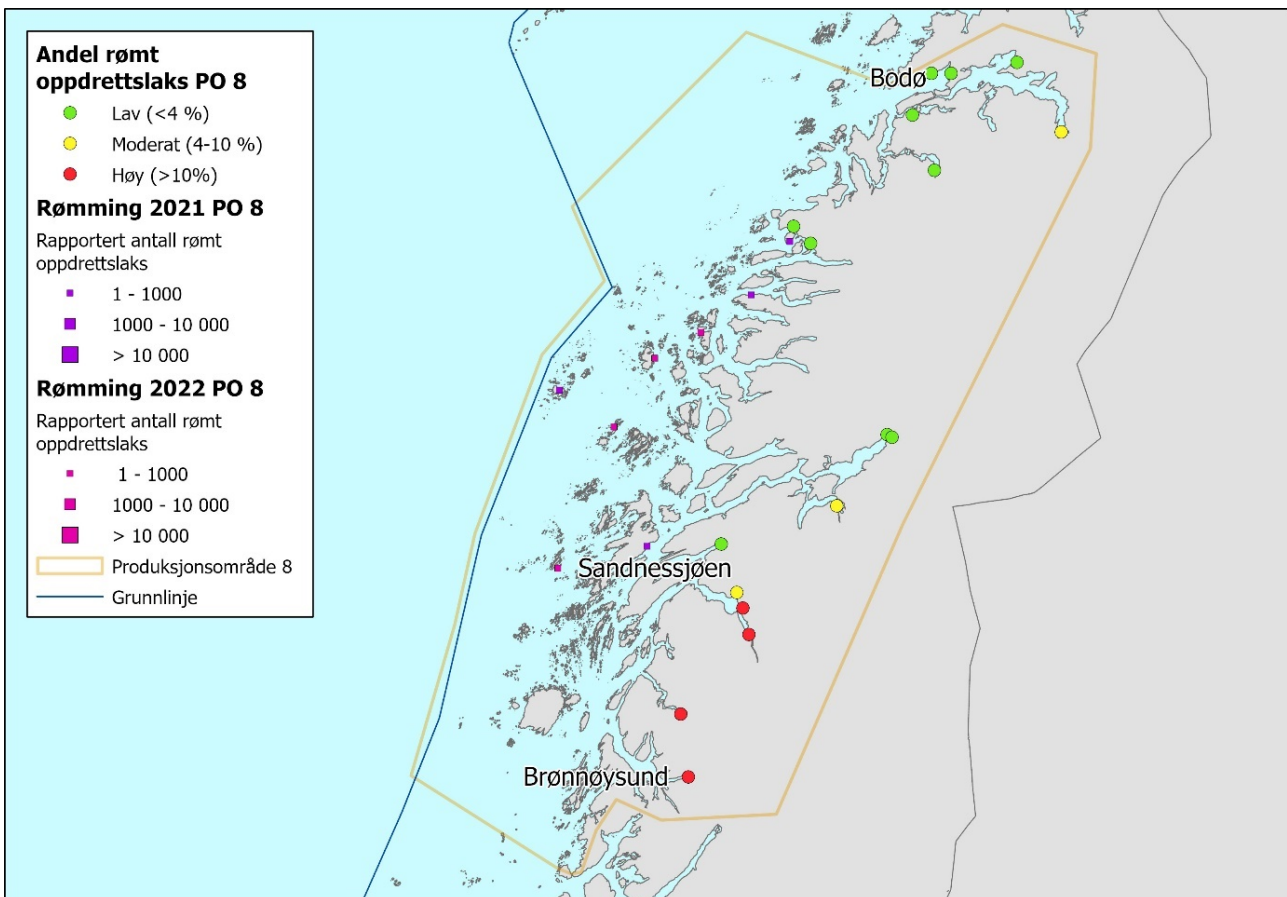 Andel rømt
oppdrettslaks PO 8
Lav (<4 %)
Moderat (4-10 %)
Høy (>10%)
Rømming 2021 PO 8
Rapportert antall rømt
oppdrettslaks
1 - 1000
1000 - 10 000
> 10 000
Rømming 2022 PO 8
Rapportert antall rømt
oppdrettslaks
1 - 1000
1000 - 10 000
> 10 000
Produksjonsområde 8
Grunnlinje
Bodø
Sandnessjøen
Brønnøysund